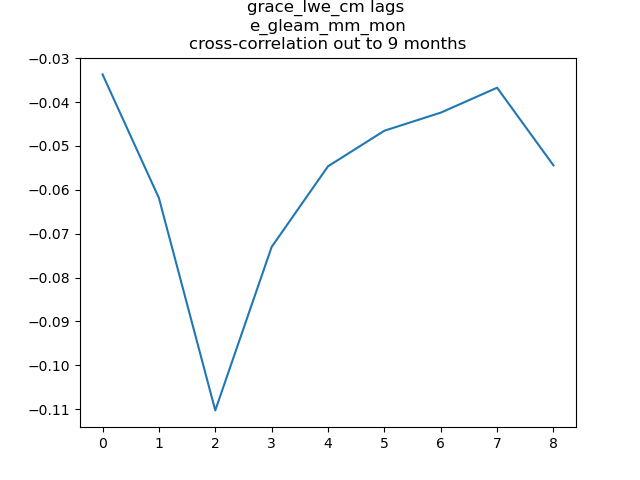 grace_lwe_cm lags
e_gleam_mm_mon
cross-correlation out to 9 months
−0.03
−0.04
−0.05
−0.06
−0.07
−0.08
−0.09
−0.10
−0.11
0 1 2 3 4 5 6 7 8